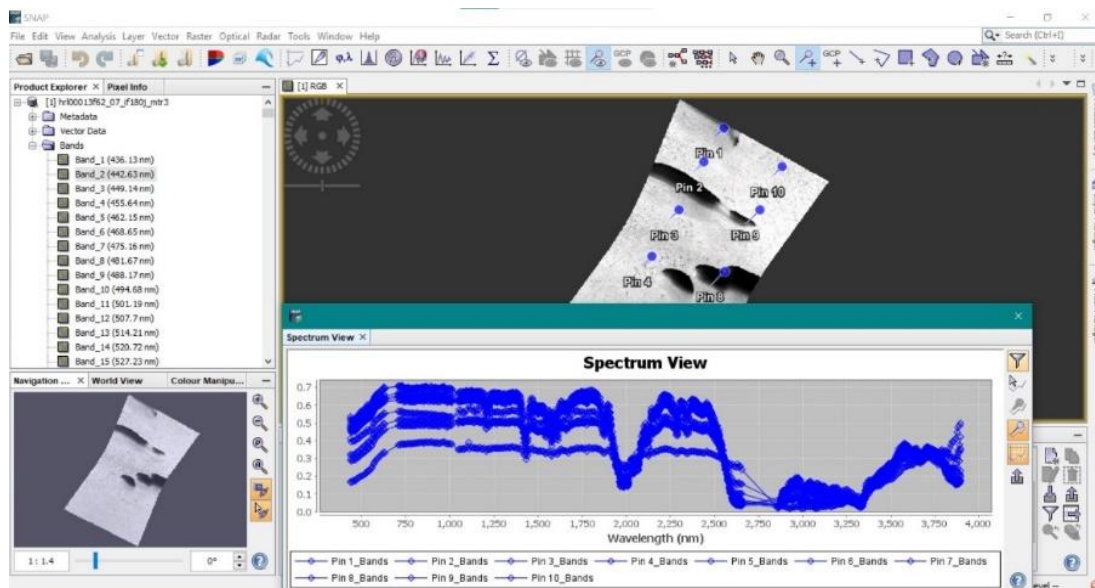 SNAP
File Edit View Analysis Layer Vector Raster Optical Radar Tools Window Help
Search (Ctrl+I)
GCP
GCP
Product Explorer × Pixel Info
[1] RGB ×
[1] hrl00013f62_07_if180j_mtr3
Metadata
Vector Data
Bands
Band_1 (436.13 nm)
Band_2 (442.63 nm)
Band_3 (449.14 nm)
Band_4 (455.64 nm)
Band_5 (462.15 nm)
Band_6 (468.65 nm)
Band_7 (475.16 nm)
Band_8 (481.67 nm)
Band_9 (488.17 nm)
Band_10 (494.68 nm)
Band_11 (501.19 nm)
Band_12 (507.7 nm)
Band_13 (514.21 nm)
Band_14 (520.72 nm)
Band_15 (527.23 nm)
Pin 1
Pin 2
Pin 10
Pin 3
Pin 9
Pin 4
Pin 8
Navigation ... × World View Colour Manipu...
1: 1.4
0°
Spectrum View ×
Spectrum View
0.7
0.6
0.5
0.4
0.3
0.2
0.1
0.0
500 750 1,000 1,250 1,500 1,750 2,000 2,250 2,500 2,750 3,000 3,250 3,500 3,750 4,000
Wavelength (nm)
Pin 1_Bands Pin 2_Bands Pin 3_Bands Pin 4_Bands Pin 5_Bands Pin 6_Bands Pin 7_Bands
Pin 8_Bands Pin 9_Bands Pin 10_Bands